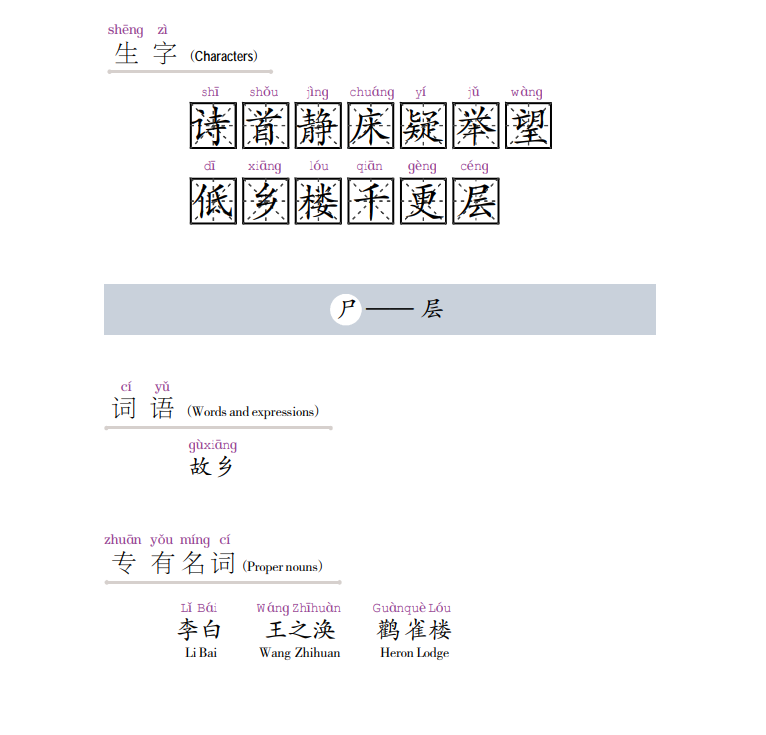 shēng zì
生 字 (Characters)
shī shǒu jìng chuáng yí jǔ wàng
诗 首 静 床 疑 举 望
dī xiāng lóu qiān gèng céng
低 乡 楼 千 更 层
尸 —— 层
cí yǔ
词 语 (Words and expressions)
gùxiāng
故乡
zhuān yǒu míng cí
专 有 名 词 (Proper nouns)
Lǐ Bái Wáng Zhīhuàn Guànquè Lóu
李白 王之涣 鹳雀楼
Li Bai Wang Zhihuan Heron Lodge